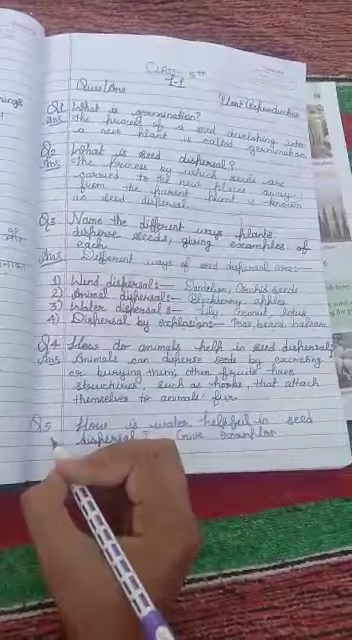 Class 5th
L-1
Plant Reproduction
Questions
Q1 What is germination?
Ans The process of a seed developing into
a new plant is called germination
Q2 What is seed dispersal?
Ans The process by which seeds are
carried to the new places away
from the parent plant is known
as seed dispersal
Q3 Name the different ways plants
disperse seeds, giving examples of
each
Ans Different ways of seed dispersal are:
1) Wind dispersal:- Dandelion, Orchid seeds
2) Animal dispersal:- Blackberry, apples
3) Water dispersal:- Lily, Coconut, lotus
4) Dispersal by explosions- Peas, beans, balsam
Q4 How do animals help in seed dispersal?
Ans Animals can disperse seeds by excreting
or burying them, other fruits have
structures, such as hooks, that attach
themselves to animals' fur
Q5 How is water helpful in seed
dispersal? Give examples